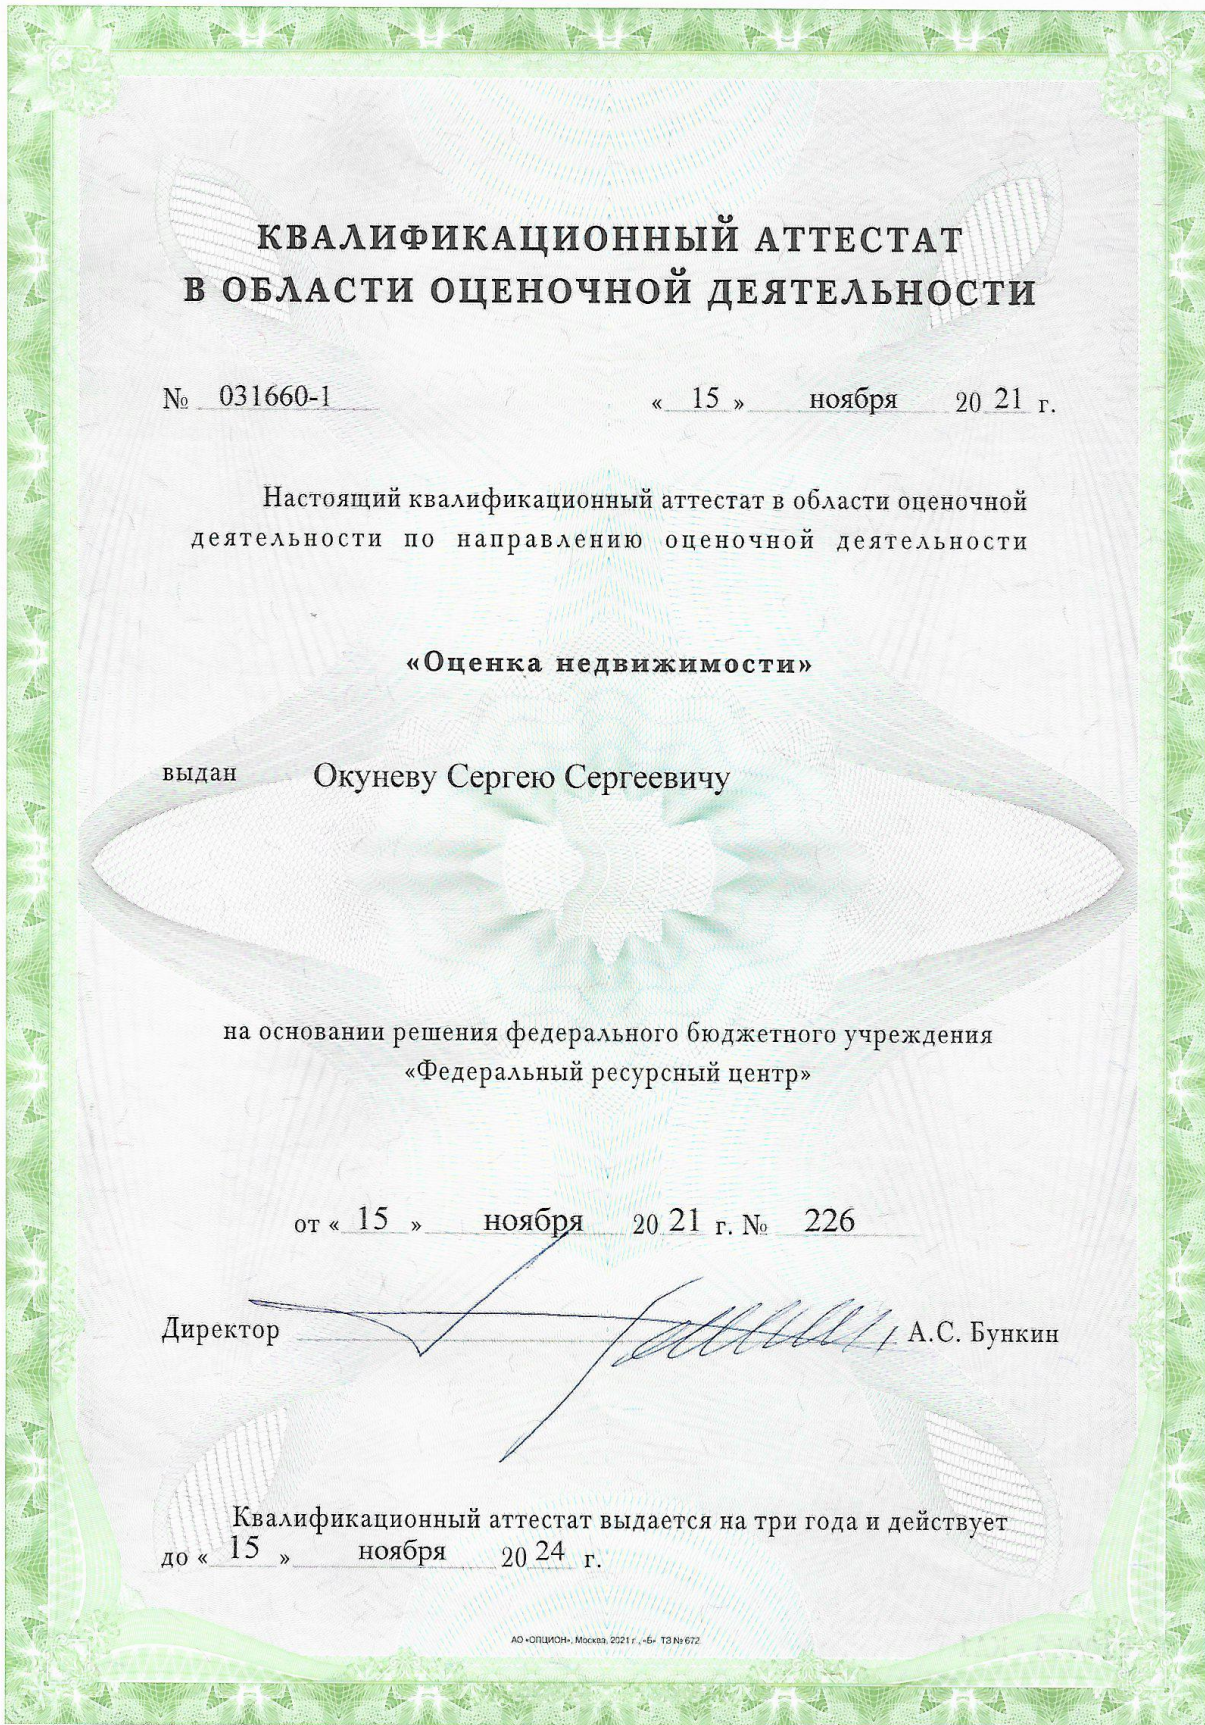 КВАЛИФИКАЦИОННЫЙ АТТЕСТАТ
В ОБЛАСТИ ОЦЕНОЧНОЙ ДЕЯТЕЛЬНОСТИ
№ 031660-1 « 15 » ноября 20 21 г.
Настоящий квалификационный аттестат в области оценочной
деятельности по направлению оценочной деятельности
«Оценка недвижимости»
выдан Окуневу Сергею Сергеевичу
на основании решения федерального бюджетного учреждения
«Федеральный ресурсный центр»
от « 15 » ноября 20 21 г. № 226
Директор А.С. Бункин
Квалификационный аттестат выдается на три года и действует
до « 15 » ноября 20 24 г.
АО «ОПЦИОН», Москва, 2021 г., «Б» ТЗ № 672